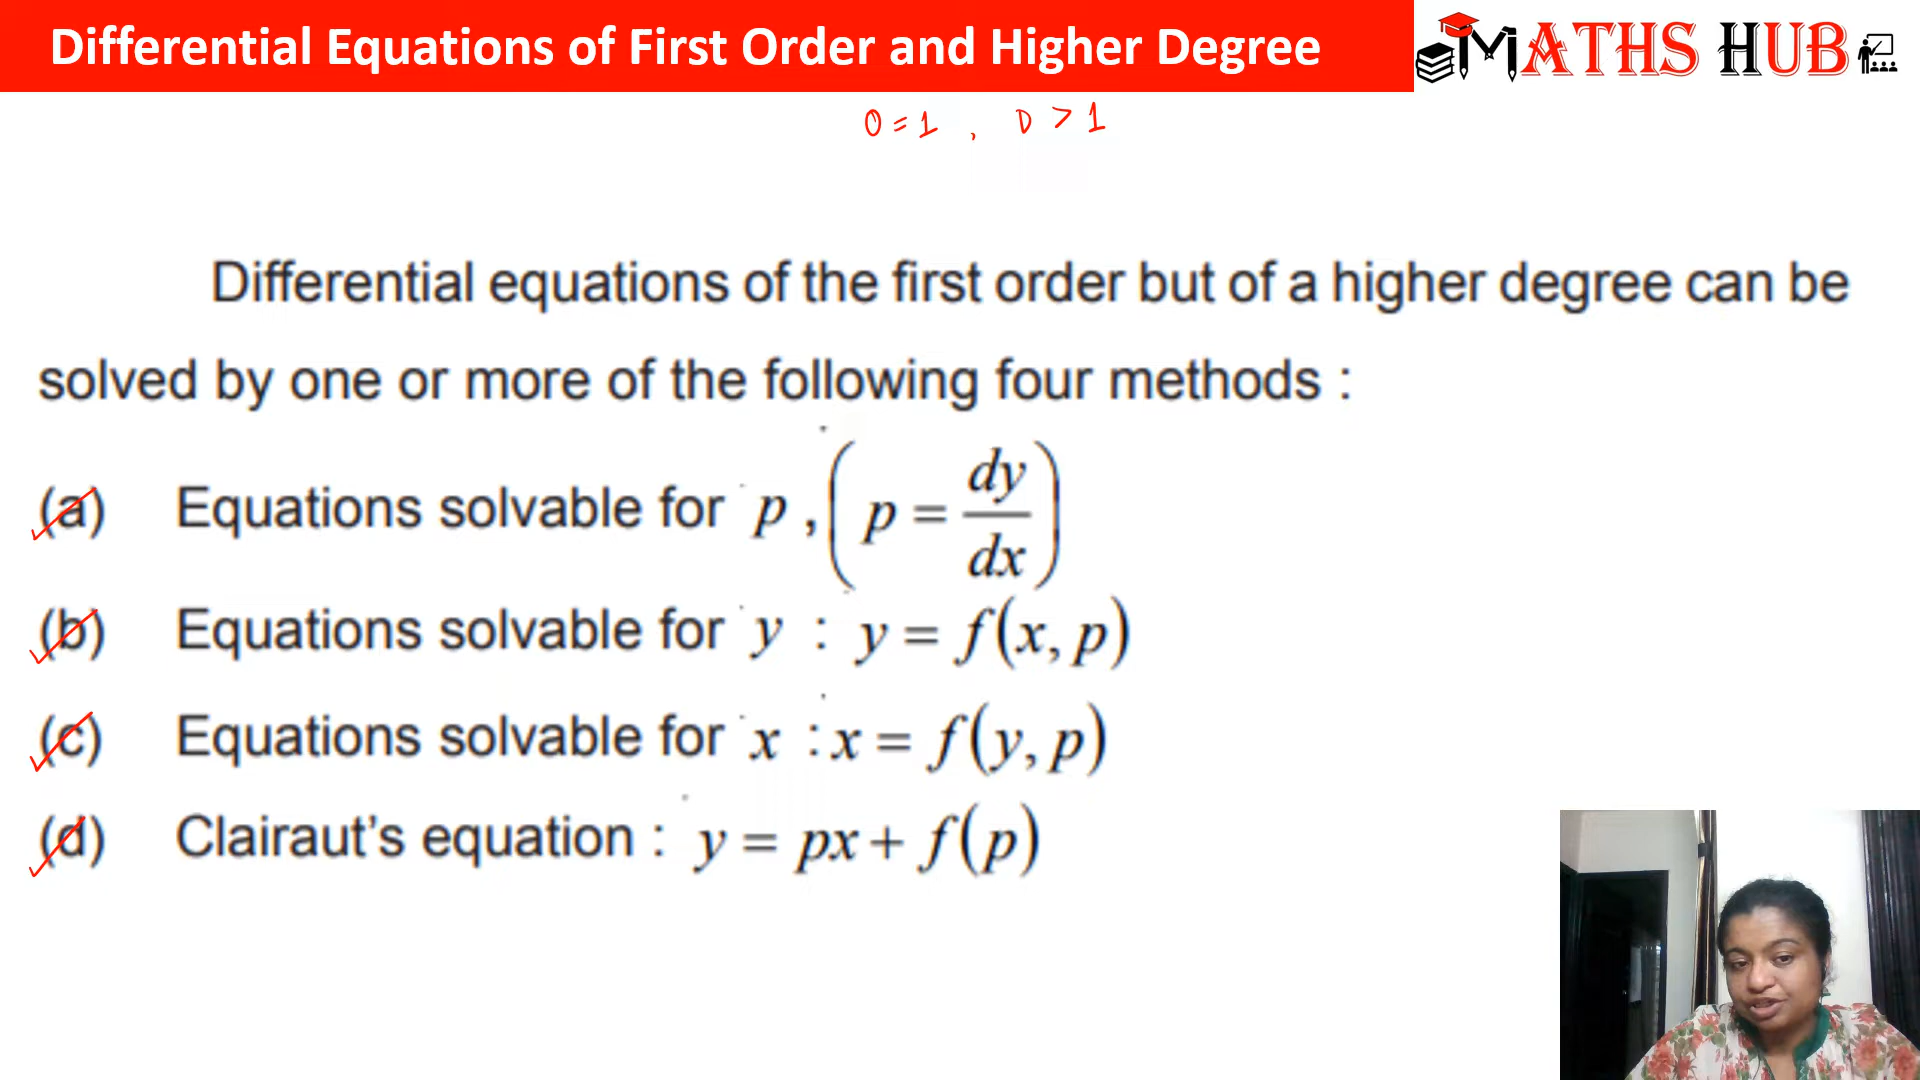 Differential Equations of First Order and Higher Degree
MATHS HUB
O = 1 , D > 1
Differential equations of the first order but of a higher degree can be
solved by one or more of the following four methods :
(a) Equations solvable for p , (p = dy/dx)
(b) Equations solvable for y : y = f(x, p)
(c) Equations solvable for x : x = f(y, p)
(d) Clairaut's equation : y = px + f(p)